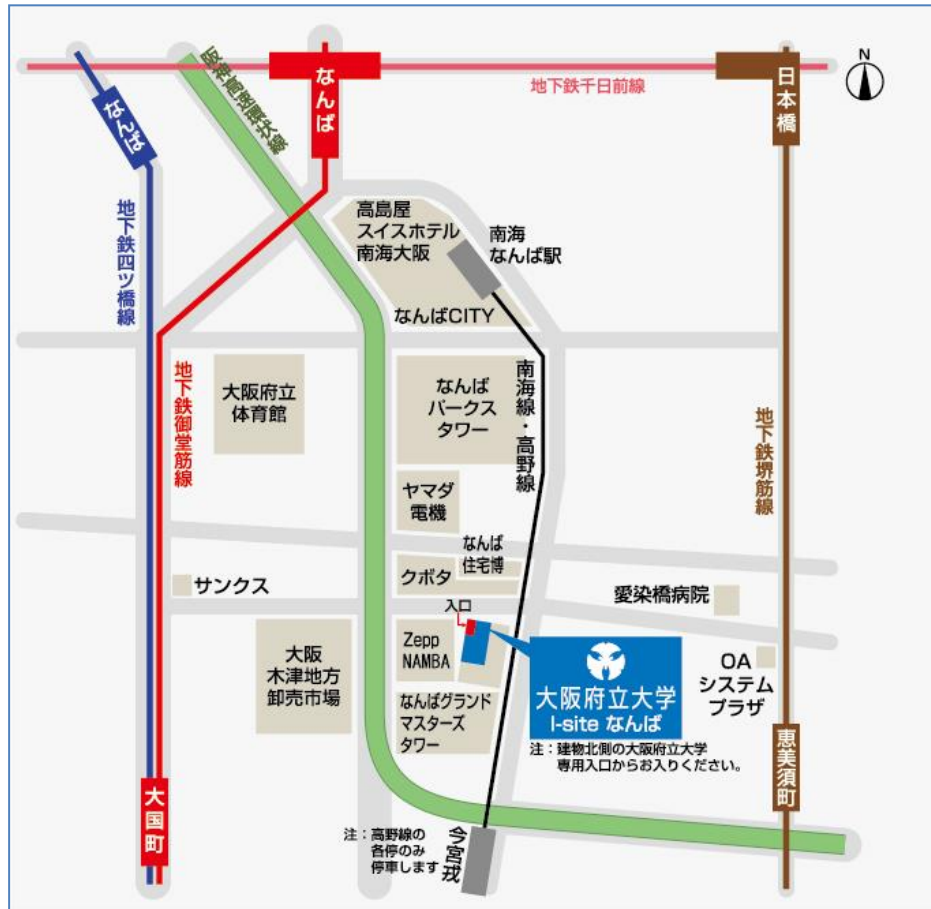 N
なんば
なんば
日本橋
地下鉄千日前線
阪神高速環状線
地下鉄四ツ橋線
高島屋
スイスホテル
南海大阪
南海
なんば駅
なんばCITY
地下鉄御堂筋線
大阪府立
体育館
なんば
パークス
タワー
南海線・高野線
地下鉄堺筋線
ヤマダ
電機
なんば
住宅博
クボタ
サンクス
愛染橋病院
入口
Zepp
NAMBA
大阪
木津地方
卸売市場
大阪府立大学
I-site なんば
OA
システム
プラザ
なんばグランド
マスターズ
タワー
注：建物北側の大阪府立大学
専用入口からお入りください。
恵美須町
大国町
注：高野線の
各停のみ
停車します
今宮戎